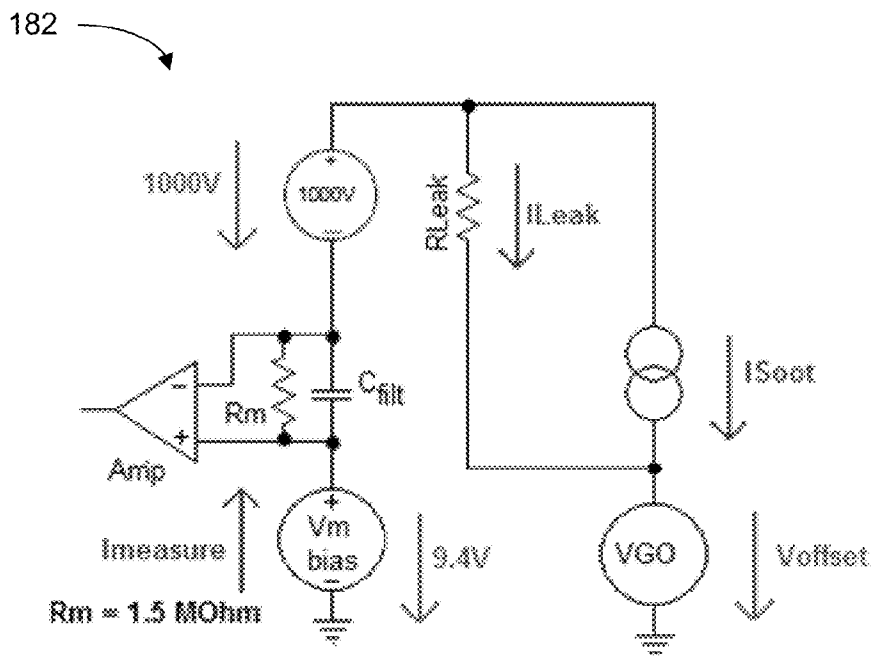 182
1000V
+
1000V
−
RLeak
ILeak
−
+
Amp
Rm
Cfilt
ISoot
Imeasure
Rm = 1.5 MOhm
+
Vm
bias
−
9.4V
VGO
Voffset